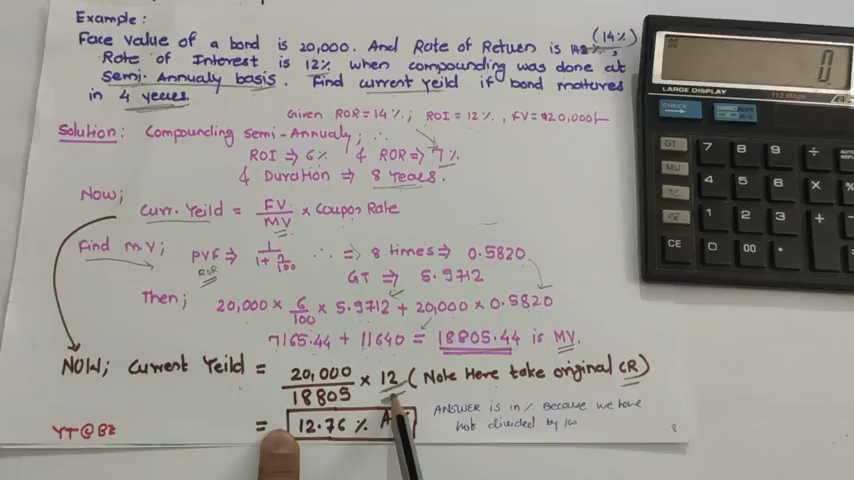 Example:
Face value of a bond is 20,000. And Rate of Return is (14%)
Rate of Interest is 12% when compounding was done at
Semi-Annualy basis. Find current Yeild if bond matures
in 4 years
Given ROR=14%; ROI=12%, FV=₹20,000/-
Solution: Compounding Semi-Annualy; ∴
ROI ⇒ 6% & ROR ⇒ 7%
& Duration ⇒ 8 Years.
Now;
Curr. Yeild = FV/MV × Coupon Rate
Find M.V;
PVF ⇒ 1/1+r/100 ∴ ⇒ 8 times ⇒ 0.5820
ROR
GT ⇒ 5.9712
Then; 20,000 × 6/100 × 5.9712 + 20,000 × 0.5820
7165.44 + 11640 = 18805.44 is MV.
NOW; Current Yeild = 20,000/18805 × 12 (Note Here take original CR)
= 12.76 %
ANSWER is in % Because we have
not divided by 100
YT@BZ
0
LARGE DISPLAY
112 steps
CHECK
GT 7 8 9 ÷
MU 4 5 6 × %
1 2 3 + -
CE 0 00 •